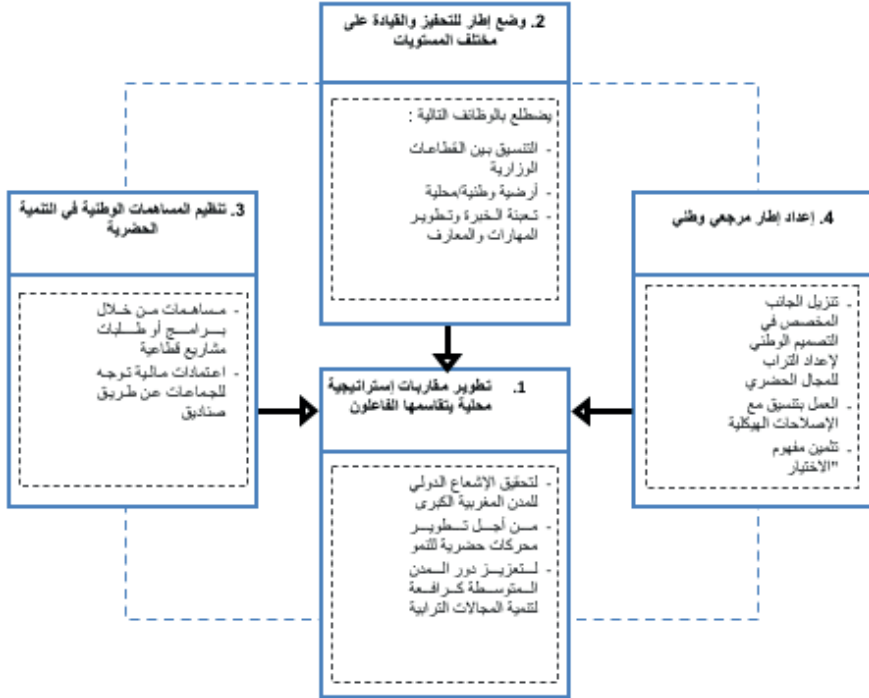 2. وضع إطار للتحفيز والقيادة على
مختلف المستويات
يضطلع بالوظائف التالية :
- التنسيق بين القطاعات
الوزارية
- أرضية وطنية/محلية
- تعبئة الخبرة وتطوير
المهارات والمعارف
3. تنظيم المساهمات الوطنية في التنمية
الحضرية
- مساهمات من خلال
برامج أو طلبات
مشاريع قطاعية
- اعتمادات مالية توجه
للجماعات عن طريق
صناديق
4. إعداد إطار مرجعي وطني
- تنزيل الجانب
المخصص في
التصميم الوطني
لإعداد التراب
للمجال الحضري
- العمل بتنسيق مع
الإصلاحات الهيكلية
- تثمين مفهوم
"الاختيار
1. تطوير مقاربات إستراتيجية
محلية يتقاسمها الفاعلون
- لتحقيق الإشعاع الدولي
للمدن المغربية الكبرى
- من أجل تطوير
محركات حضرية للنمو
- لتعزيز دور المدن
المتوسطة كرافعة
لتنمية المجالات الترابية